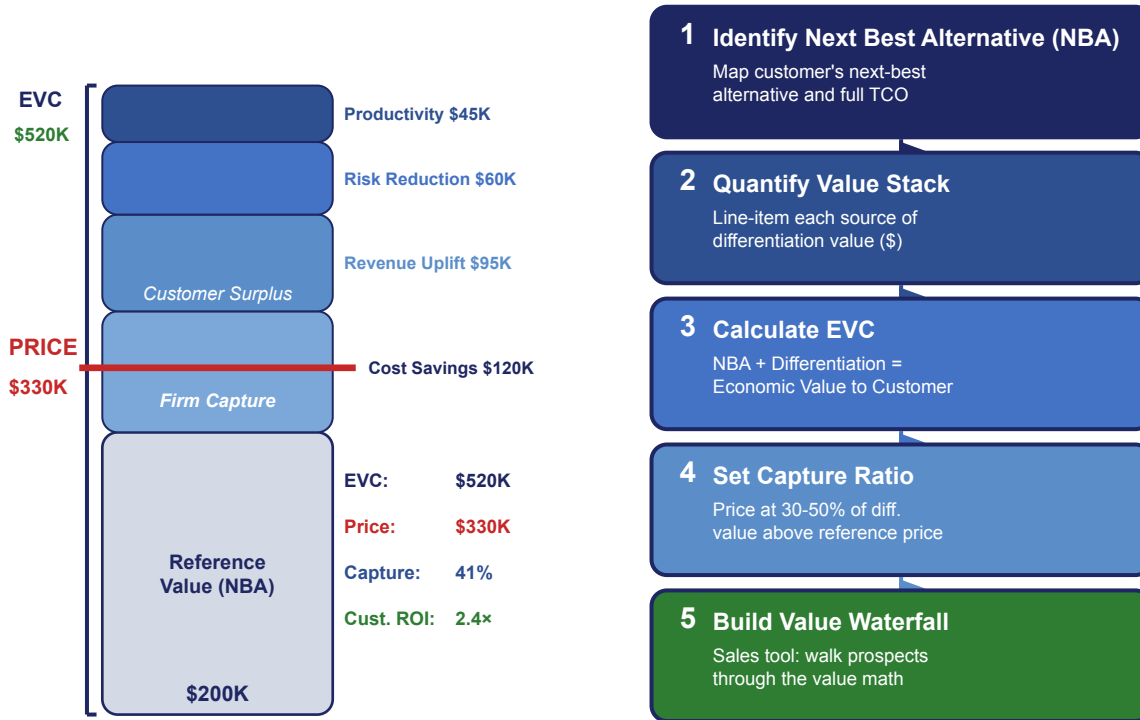 EVC
$520K
Productivity $45K
Risk Reduction $60K
Revenue Uplift $95K
Customer Surplus
PRICE
$330K
Cost Savings $120K
Firm Capture
EVC: $520K
Price: $330K
Capture: 41%
Cust. ROI: 2.4×
Reference
Value (NBA)
$200K
1 Identify Next Best Alternative (NBA)
Map customer's next-best
alternative and full TCO
2 Quantify Value Stack
Line-item each source of
differentiation value ($)
3 Calculate EVC
NBA + Differentiation =
Economic Value to Customer
4 Set Capture Ratio
Price at 30-50% of diff.
value above reference price
5 Build Value Waterfall
Sales tool: walk prospects
through the value math